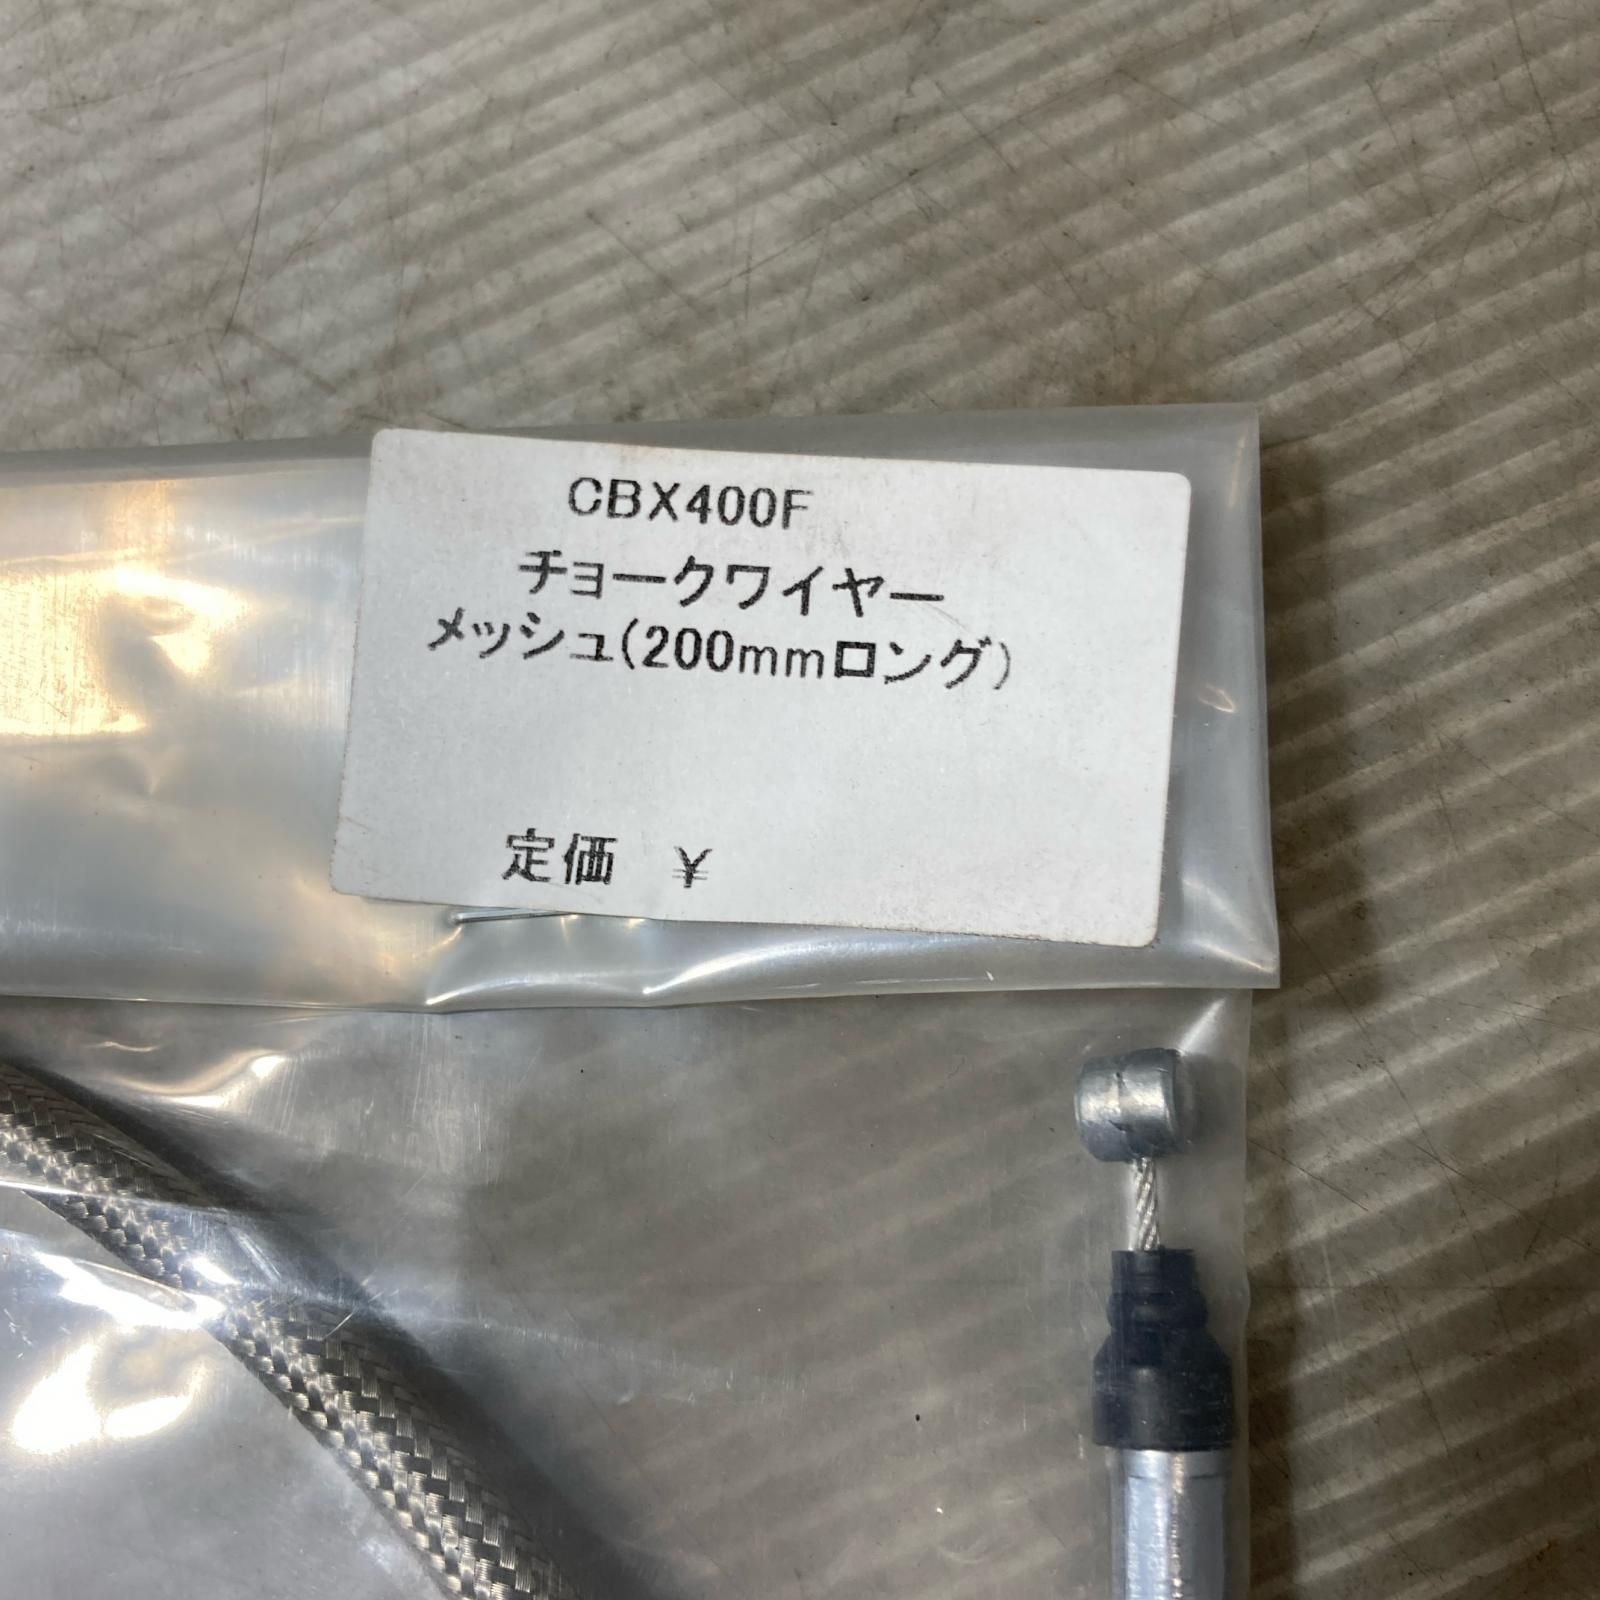 CBX400F
チョークワイヤー
メッシュ(200mmロング)
定価 ¥